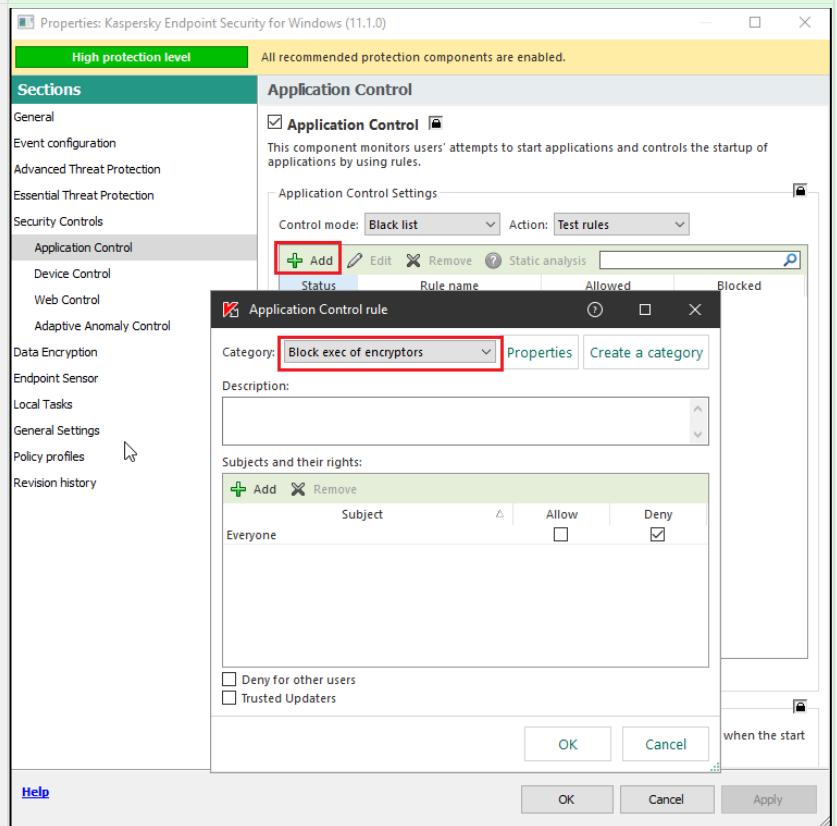 Properties: Kaspersky Endpoint Security for Windows (11.1.0)
High protection level
All recommended protection components are enabled.
Sections
General
Event configuration
Advanced Threat Protection
Essential Threat Protection
Security Controls
Application Control
Device Control
Web Control
Adaptive Anomaly Control
Data Encryption
Endpoint Sensor
Local Tasks
General Settings
Policy profiles
Revision history
Application Control
Application Control
This component monitors users' attempts to start applications and controls the startup of
applications by using rules.
Application Control Settings
Control mode: Black list Action: Test rules
Add Edit Remove Static analysis
Status Rule name Allowed Blocked
Application Control rule
Category: Block exec of encryptors Properties Create a category
Description:
Subjects and their rights:
Add Remove
Subject Allow Deny
Everyone
Deny for other users
Trusted Updaters
OK Cancel
when the start
Help
OK Cancel Apply